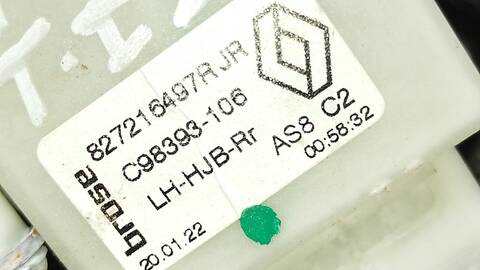 brose
827216497R JR
C98393-106
LH-HJB-Rr AS8 C2
20.01.22 00:58:32